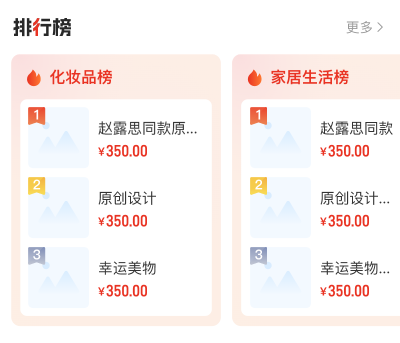 排行榜
更多
化妆品榜
1
赵露思同款原...
¥350.00
2
原创设计
¥350.00
3
幸运美物
¥350.00
家居生活榜
1
赵露思同款
¥350.00
2
原创设计...
¥350.00
3
幸运美物...
¥350.00